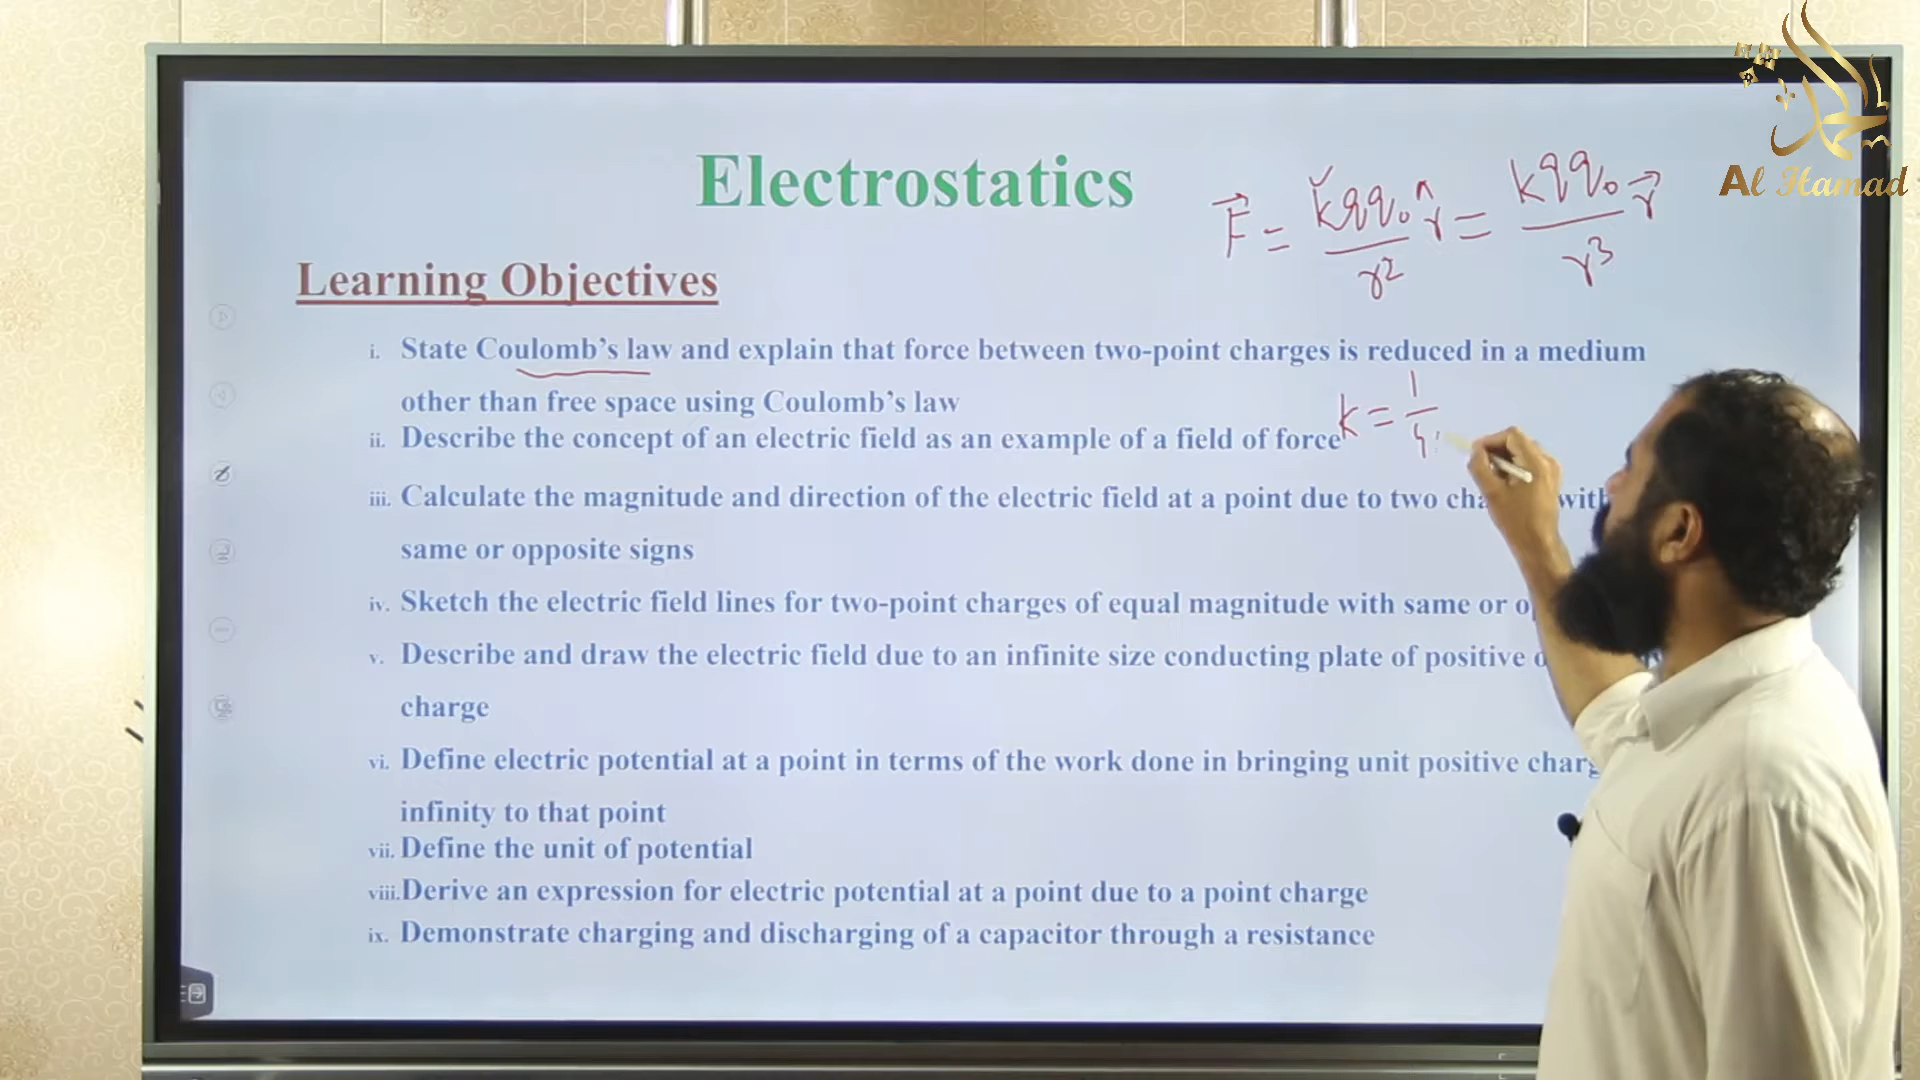 Electrostatics
F⃗ = kqq₀/r² r̂ = kqq₀/r³ r⃗
Learning Objectives
i. State Coulomb’s law and explain that force between two-point charges is reduced in a medium
other than free space using Coulomb’s law
k = 1/4
ii. Describe the concept of an electric field as an example of a field of force
iii. Calculate the magnitude and direction of the electric field at a point due to two
same or opposite signs
iv. Sketch the electric field lines for two-point charges of equal magnitude with same or
v. Describe and draw the electric field due to an infinite size conducting plate of positive
charge
vi. Define electric potential at a point in terms of the work done in bringing unit positive
infinity to that point
vii. Define the unit of potential
viii. Derive an expression for electric potential at a point due to a point charge
ix. Demonstrate charging and discharging of a capacitor through a resistance
Al Hamad